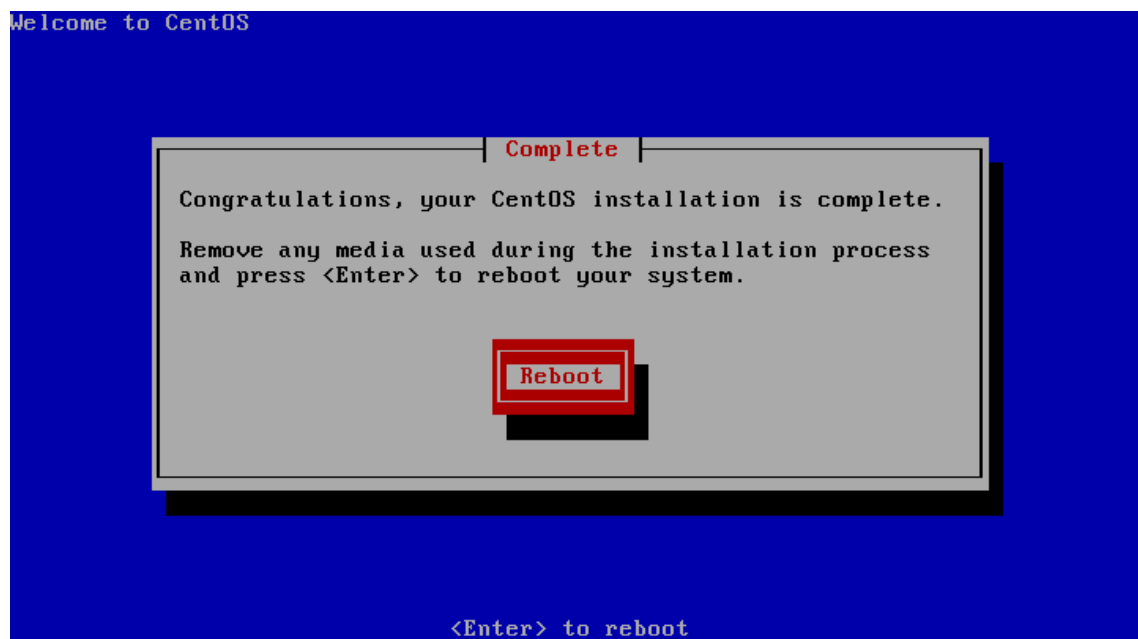 Welcome to CentOS
Complete
Congratulations, your CentOS installation is complete.
Remove any media used during the installation process
and press <Enter> to reboot your system.
Reboot
<Enter> to reboot